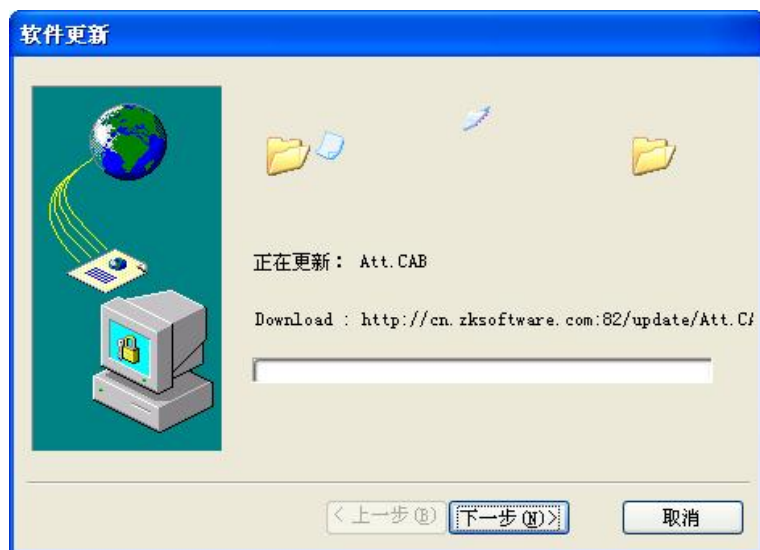 软件更新
正在更新： Att.CAB
Download : http://cn.zksoftware.com:82/update/Att.CA
< 上一步(B)
下一步(N)>
取消